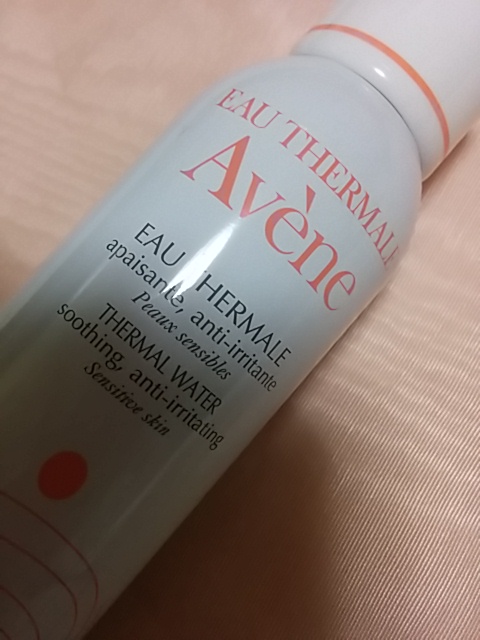 EAU THERMALE
Avène
EAU THERMALE
apaisante, anti-irritante
Peaux sensibles
THERMAL WATER
soothing, anti-irritating
Sensitive skin